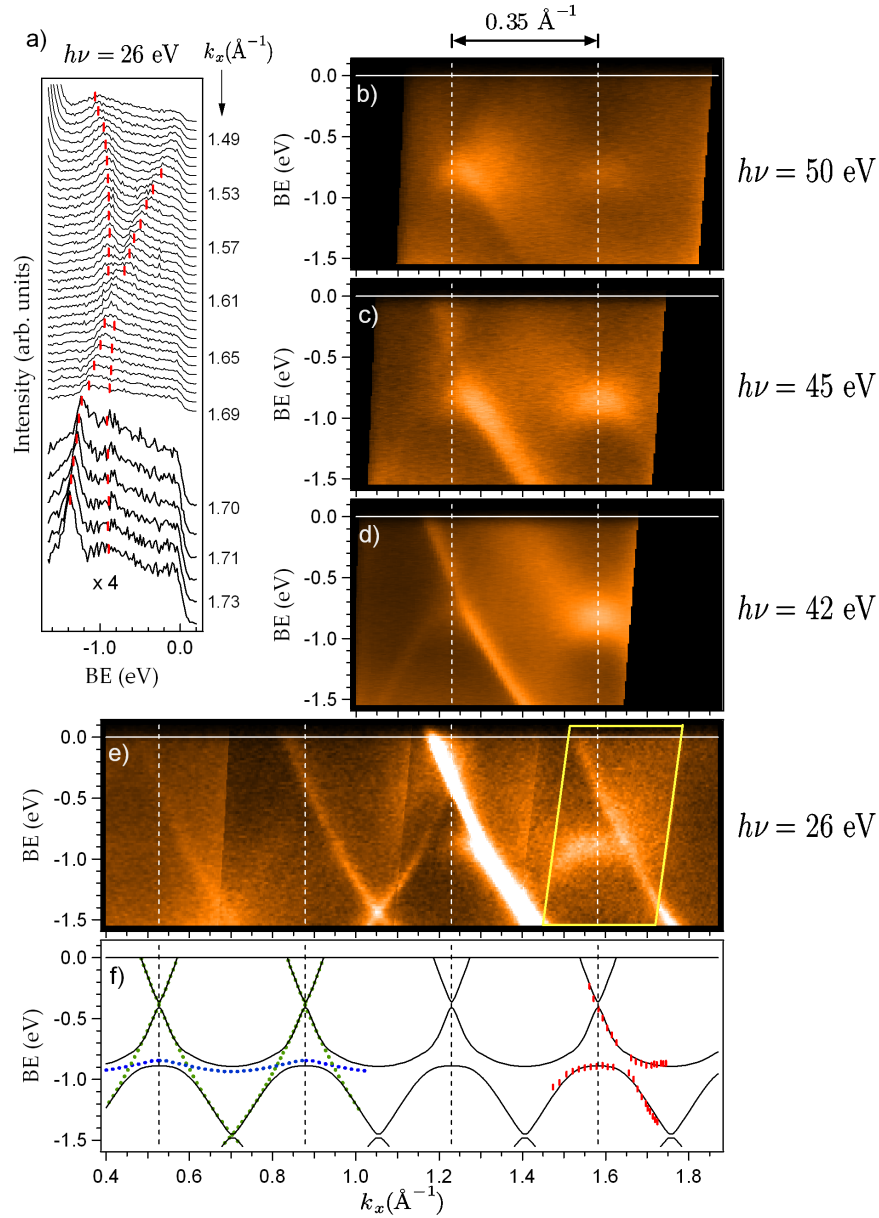 a)
hν = 26 eV
kx(Å⁻¹)
1.49
1.53
1.57
1.61
1.65
1.69
1.70
1.71
1.73
x 4
Intensity (arb. units)
-1.0 0.0
BE (eV)
0.35 Å⁻¹
b)
0.0
-0.5
-1.0
-1.5
BE (eV)
hν = 50 eV
c)
0.0
-0.5
-1.0
-1.5
BE (eV)
hν = 45 eV
d)
0.0
-0.5
-1.0
-1.5
BE (eV)
hν = 42 eV
e)
0.0
-0.5
-1.0
-1.5
BE (eV)
hν = 26 eV
f)
0.0
-0.5
-1.0
-1.5
BE (eV)
0.4 0.6 0.8 1.0 1.2 1.4 1.6 1.8
kx(Å⁻¹)